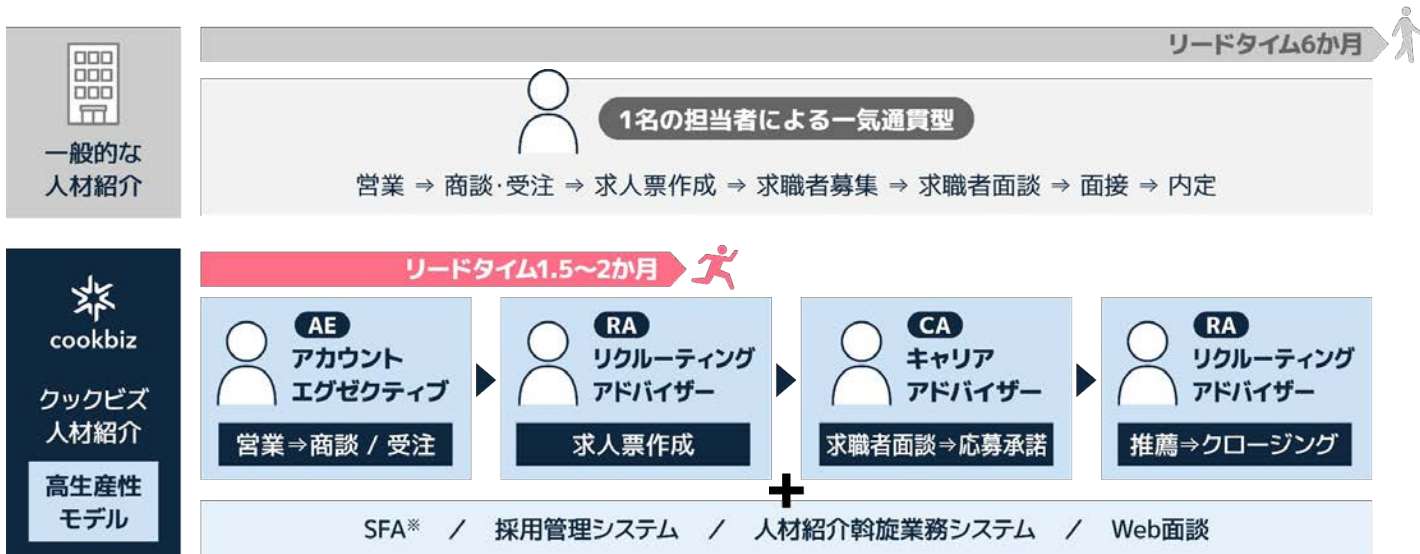 リードタイム6か月
一般的な
人材紹介
1名の担当者による一気通貫型
営業 ⇒ 商談・受注 ⇒ 求人票作成 ⇒ 求職者募集 ⇒ 求職者面談 ⇒ 面接 ⇒ 内定
リードタイム1.5～2か月
cookbiz
クックビズ
人材紹介
高生産性
モデル
AE
アカウント
エグゼクティブ
営業⇒商談 / 受注
RA
リクルーティング
アドバイザー
求人票作成
CA
キャリア
アドバイザー
求職者面談⇒応募承諾
RA
リクルーティング
アドバイザー
推薦⇒クロージング
+
SFA※ / 採用管理システム / 人材紹介斡旋業務システム / Web面談